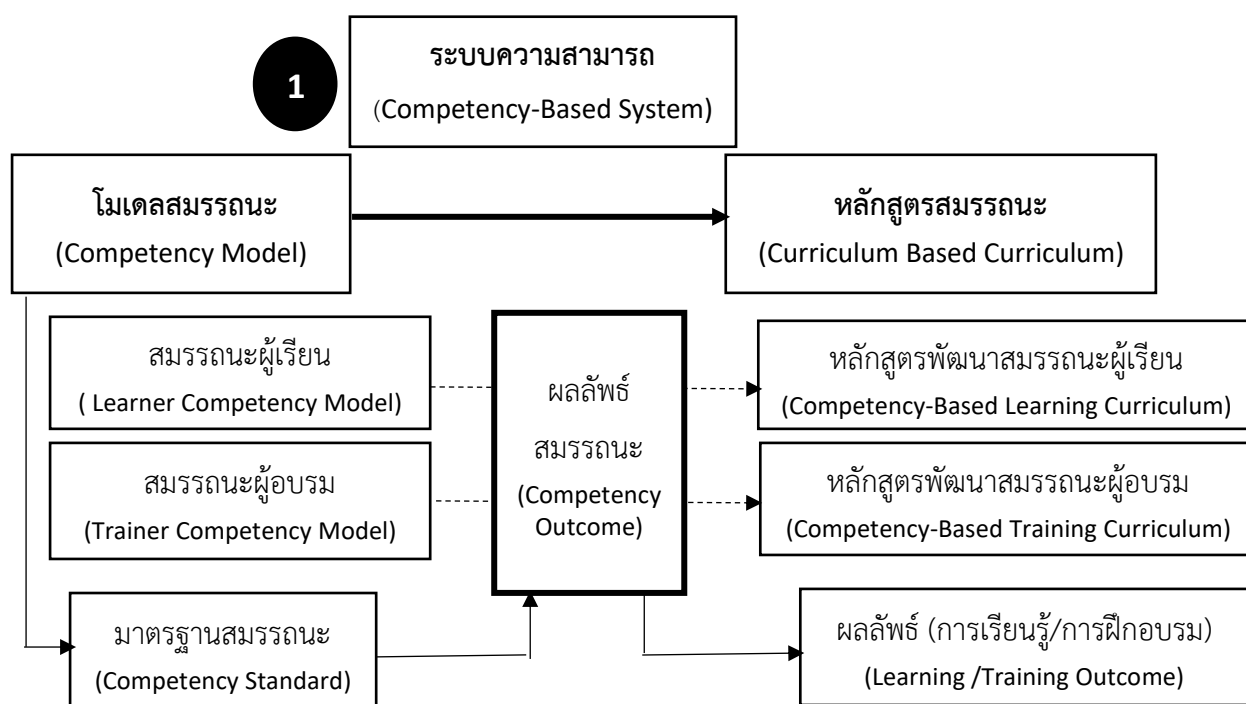 1
ระบบความสามารถ
(Competency-Based System)
โมเดลสมรรถนะ
(Competency Model)
หลักสูตรสมรรถนะ
(Curriculum Based Curriculum)
สมรรถนะผู้เรียน
( Learner Competency Model)
สมรรถนะผู้อบรม
(Trainer Competency Model)
มาตรฐานสมรรถนะ
(Competency Standard)
ผลลัพธ์
สมรรถนะ
(Competency
Outcome)
หลักสูตรพัฒนาสมรรถนะผู้เรียน
(Competency-Based Learning Curriculum)
หลักสูตรพัฒนาสมรรถนะผู้อบรม
(Competency-Based Training Curriculum)
ผลลัพธ์ (การเรียนรู้/การฝึกอบรม)
(Learning /Training Outcome)